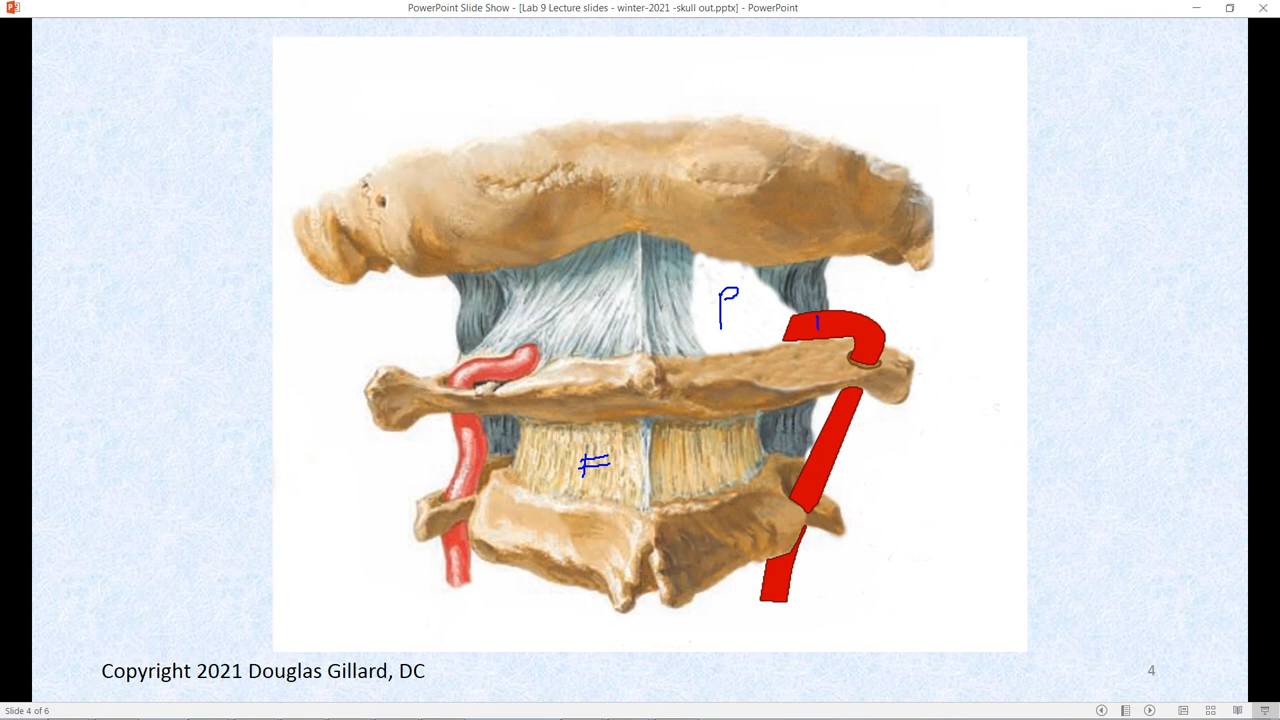 PowerPoint Slide Show - [Lab 9 Lecture slides - winter-2021 -skull out.pptx] - PowerPoint
P
1
#
Copyright 2021 Douglas Gillard, DC
4
Slide 4 of 6